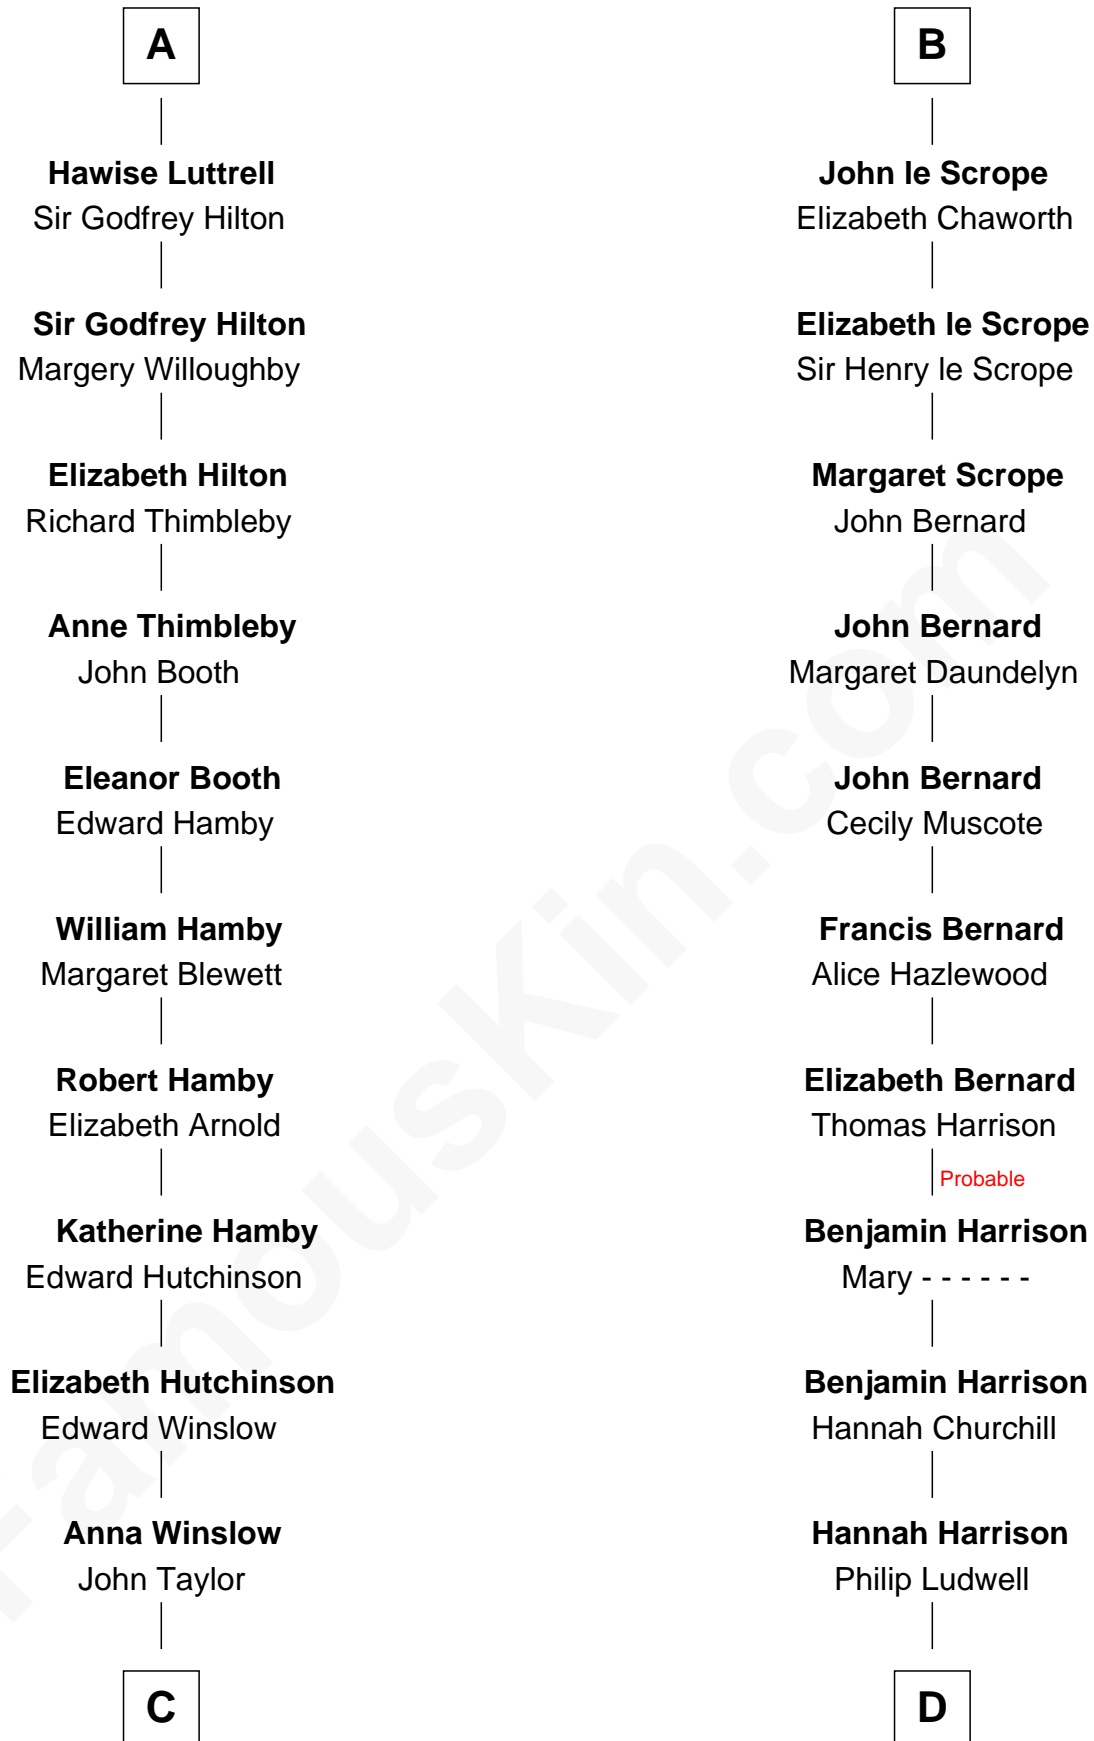 A
Hawise Luttrell
Sir Godfrey Hilton
Sir Godfrey Hilton
Margery Willoughby
Elizabeth Hilton
Richard Thimbleby
Anne Thimbleby
John Booth
Eleanor Booth
Edward Hamby
William Hamby
Margaret Blewett
Robert Hamby
Elizabeth Arnold
Katherine Hamby
Edward Hutchinson
Elizabeth Hutchinson
Edward Winslow
Anna Winslow
John Taylor
C
B
John le Scrope
Elizabeth Chaworth
Elizabeth le Scrope
Sir Henry le Scrope
Margaret Scrope
John Bernard
John Bernard
Margaret Daundelyn
John Bernard
Cecily Muscote
Francis Bernard
Alice Hazlewood
Elizabeth Bernard
Thomas Harrison
Probable
Benjamin Harrison
Mary - - - - - -
Benjamin Harrison
Hannah Churchill
Hannah Harrison
Philip Ludwell
D
FamousKin.com